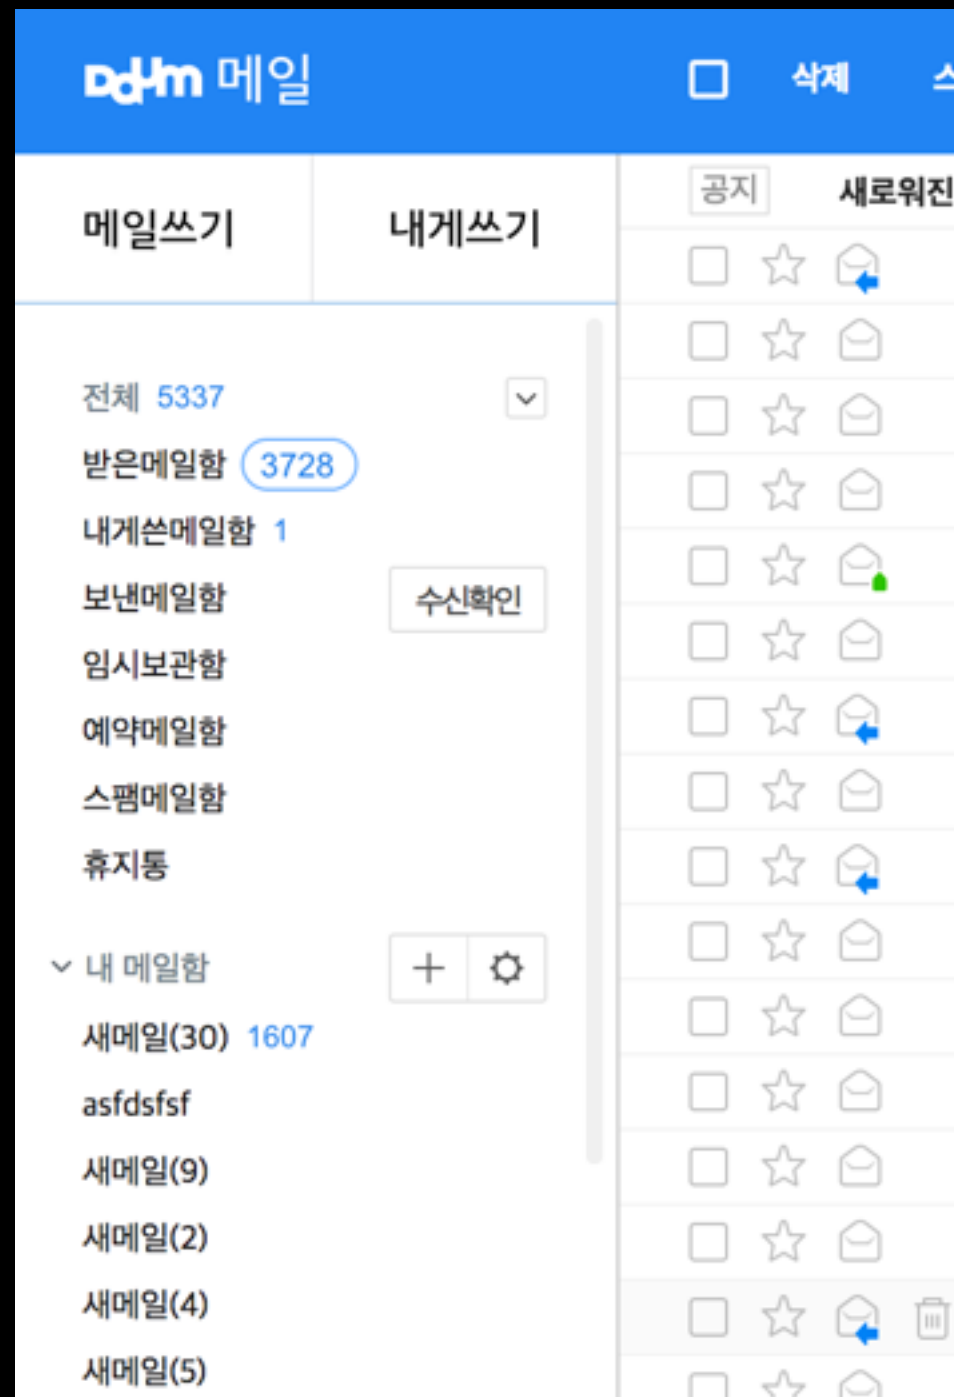 Daum 메일
삭제
메일쓰기
내게쓰기
공지 새로워진
전체 5337
받은메일함 3728
내게쓴메일함 1
보낸메일함 수신확인
임시보관함
예약메일함
스팸메일함
휴지통
내 메일함
새메일(30) 1607
asfdsfsf
새메일(9)
새메일(2)
새메일(4)
새메일(5)